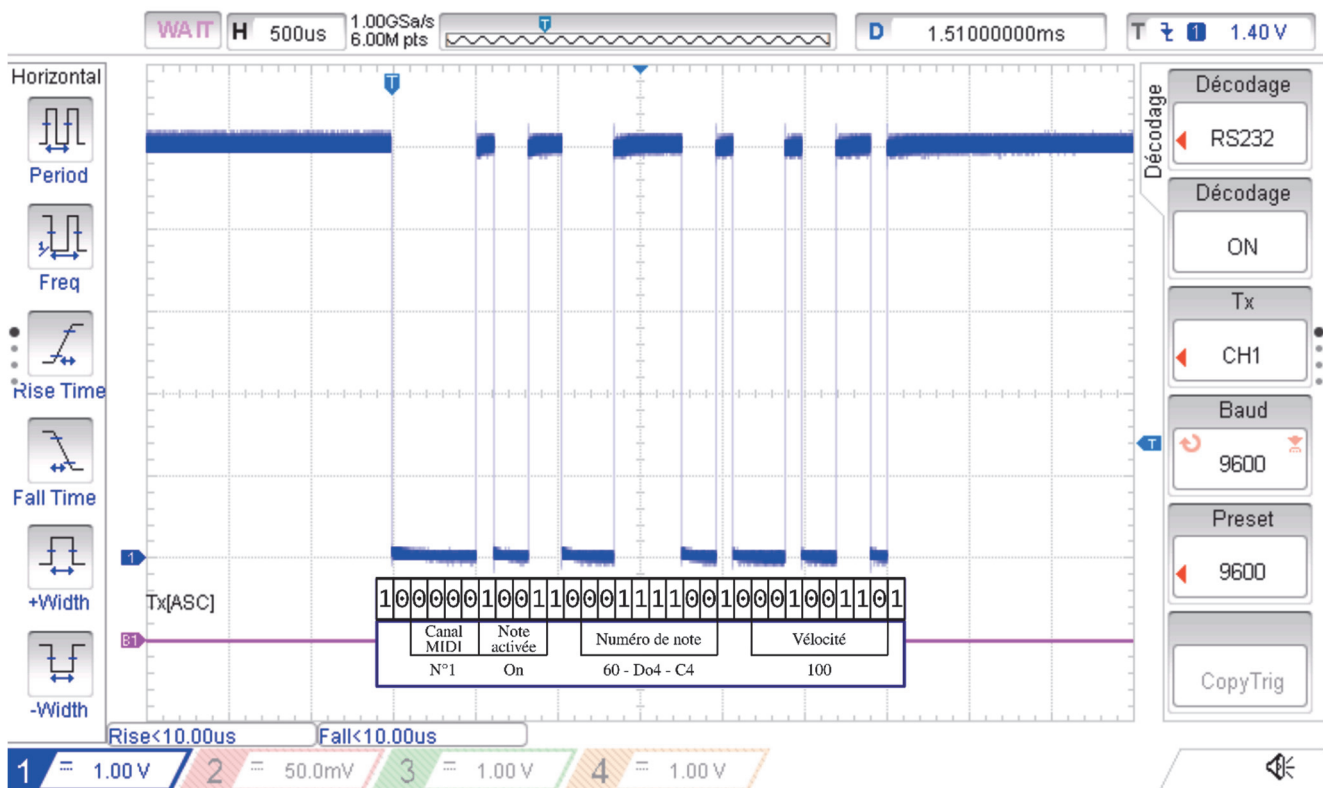 WAIT H 500us 1.00GSa/s 6.00M pts T D 1.51000000ms T 1 1.40 V
Horizontal
Period
Freq
Rise Time
Fall Time
+Width
-Width
T
1
Tx[ASC]
B1
1000001001100011110010001001101
Canal MIDI
Note activée
Numéro de note
Vélocité
N°1
On
60 - Do4 - C4
100
T
Décodage
Décodage
RS232
Décodage
ON
Tx
CH1
Baud
9600
Preset
9600
CopyTrig
Rise<10.00us Fall<10.00us
1 = 1.00 V 2 = 50.0mV 3 = 1.00 V 4 = 1.00 V